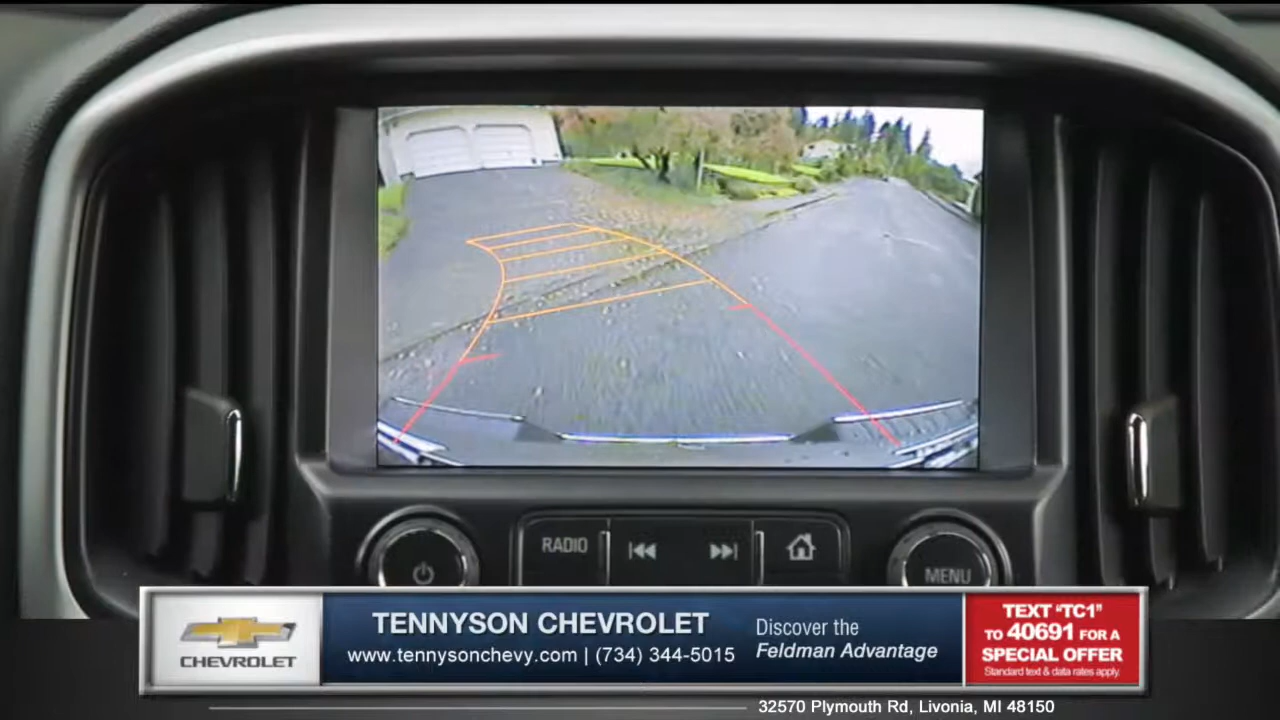 RADIO
MENU
CHEVROLET
TENNYSON CHEVROLET
www.tennysonchevy.com | (734) 344-5015
Discover the
Feldman Advantage
TEXT "TC1"
TO 40691 FOR A
SPECIAL OFFER
Standard text & data rates apply.
32570 Plymouth Rd, Livonia, MI 48150